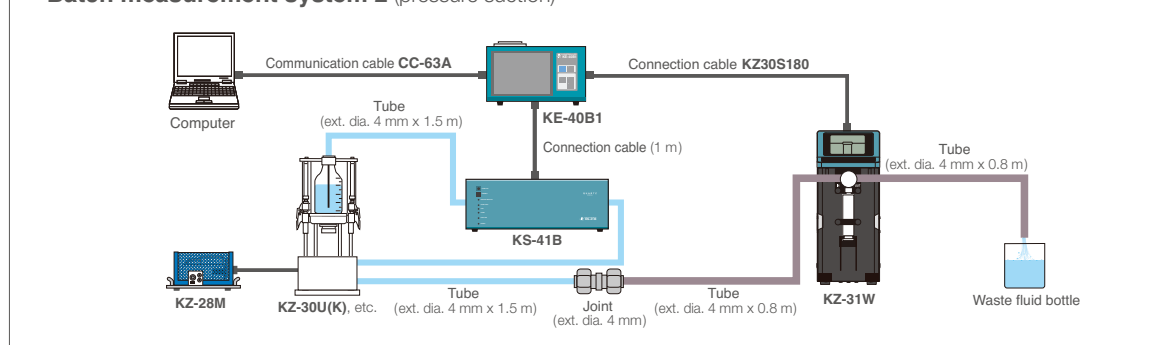 Batch measurement system 2 (pressure suction)
Communication cable CC-63A
Connection cable KZ30S180
Computer
Tube
(ext. dia. 4 mm x 1.5 m)
KE-40B1
Connection cable (1 m)
Tube
(ext. dia. 4 mm x 0.8 m)
KS-41B
KZ-28M
KZ-30U(K), etc.
Tube
(ext. dia. 4 mm x 1.5 m)
Joint
(ext. dia. 4 mm)
Tube
(ext. dia. 4 mm x 0.8 m)
KZ-31W
Waste fluid bottle